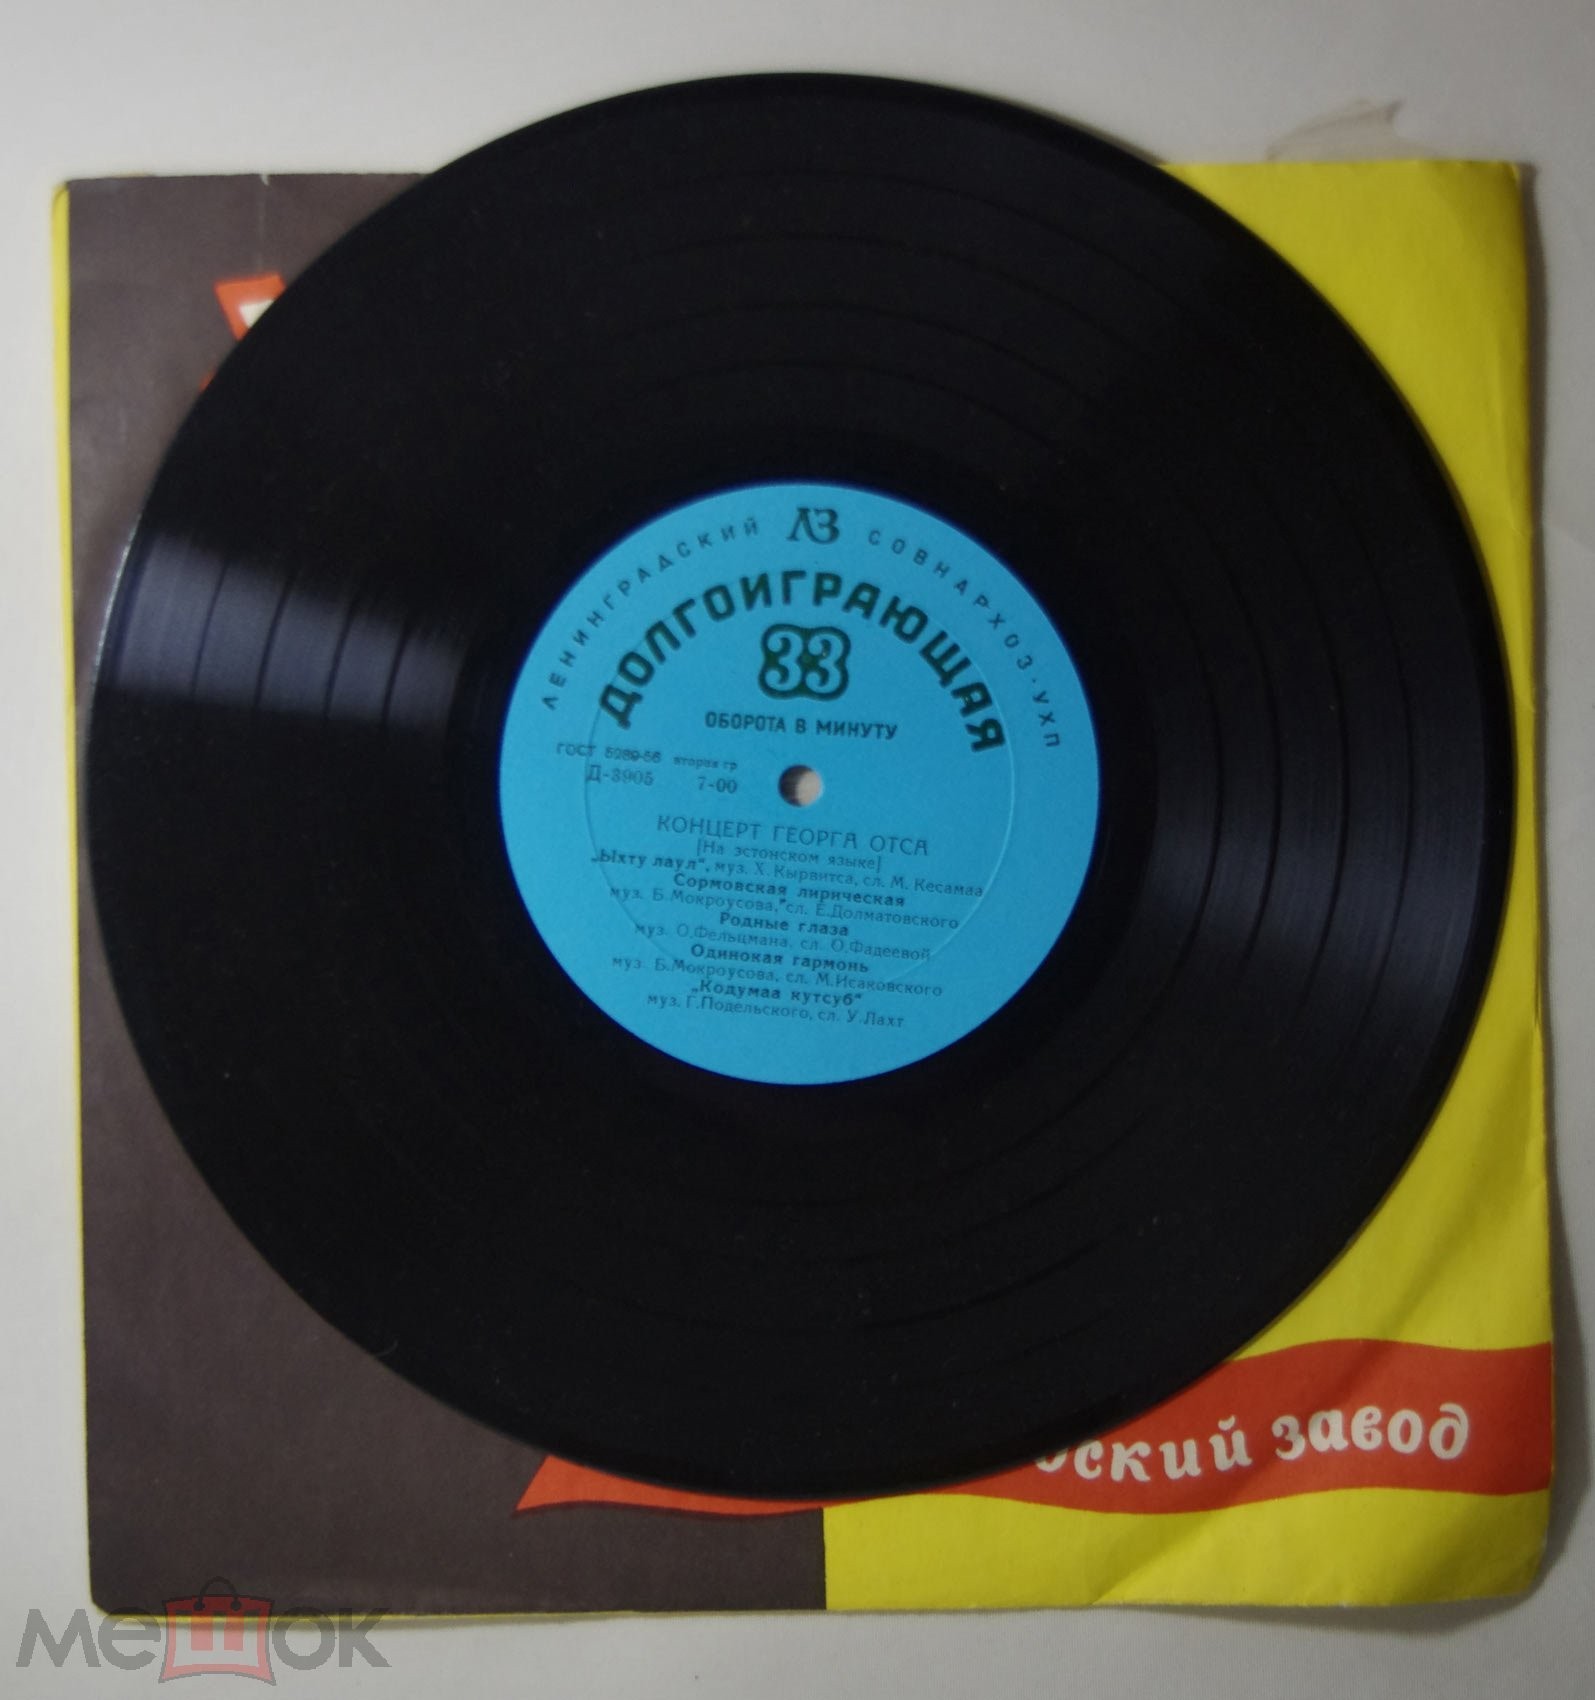 ЛЕНИНГРАДСКИЙ ЛЗ СОВНАРХОЗ·УХП
ДОЛГОИГРАЮЩАЯ
33
ОБОРОТА В МИНУТУ
ГОСТ 5289-56 вторая гр
Д-3905 7-00
КОНЦЕРТ ГЕОРГА ОТСА
[На эстонском языке]
„Ыхту лаул", муз. Х.Кырвитса, сл. М. Кесамаа
Сормовская лирическая
муз. Б.Мокроусова, сл. Е.Долматовского
Родные глаза
муз. О.Фельцмана, сл. О.Фадеевой
Одинокая гармонь
муз. Б.Мокроусова, сл. М.Исаковского
„Кодумаа кутсуб"
муз. Г.Подельского, сл. У.Лахт
ский завод
мешок